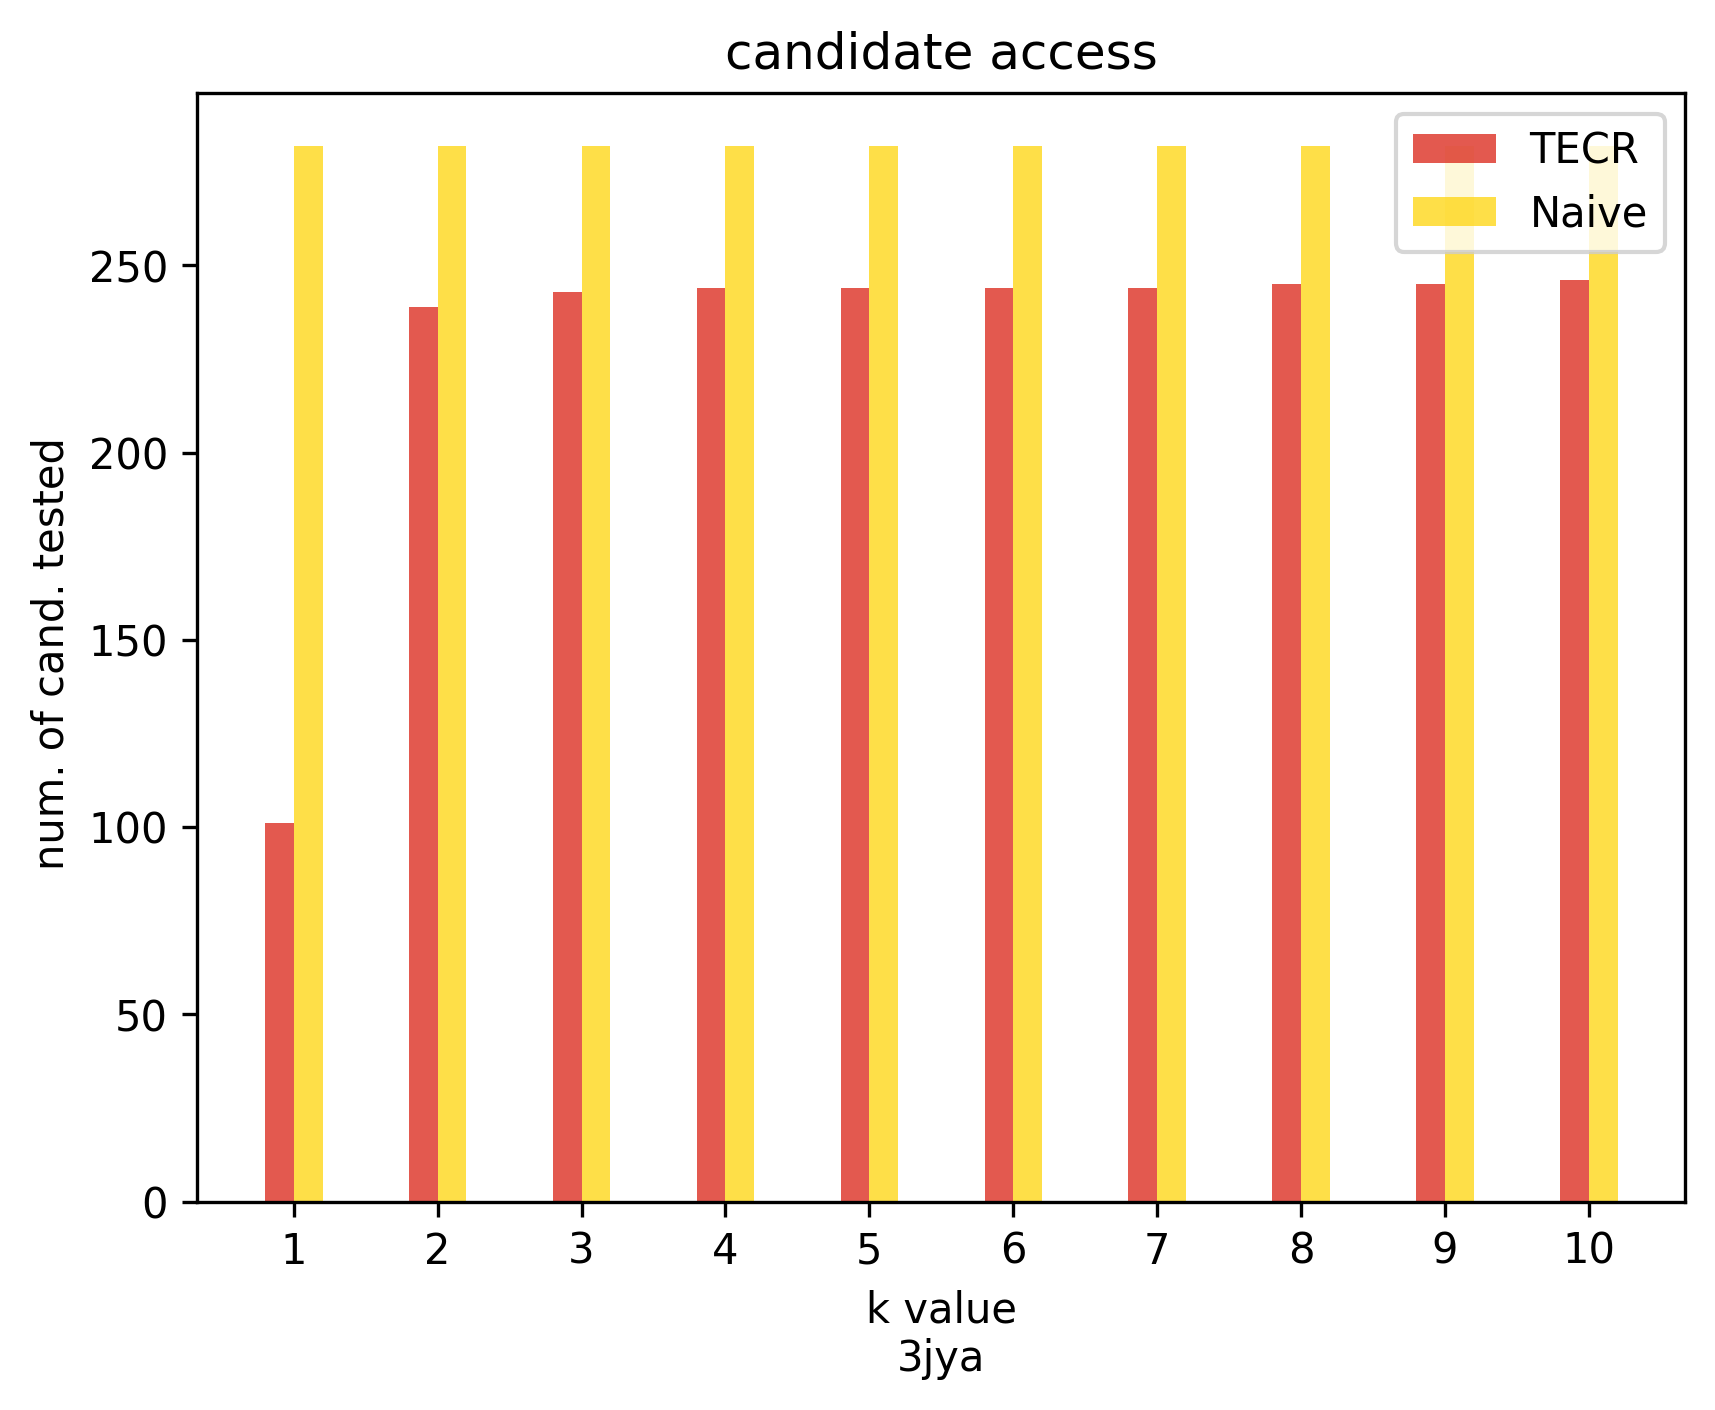 candidate access
TECR
Naive
num. of cand. tested
250
200
150
100
50
0
1 2 3 4 5 6 7 8 9 10
k value
3jya